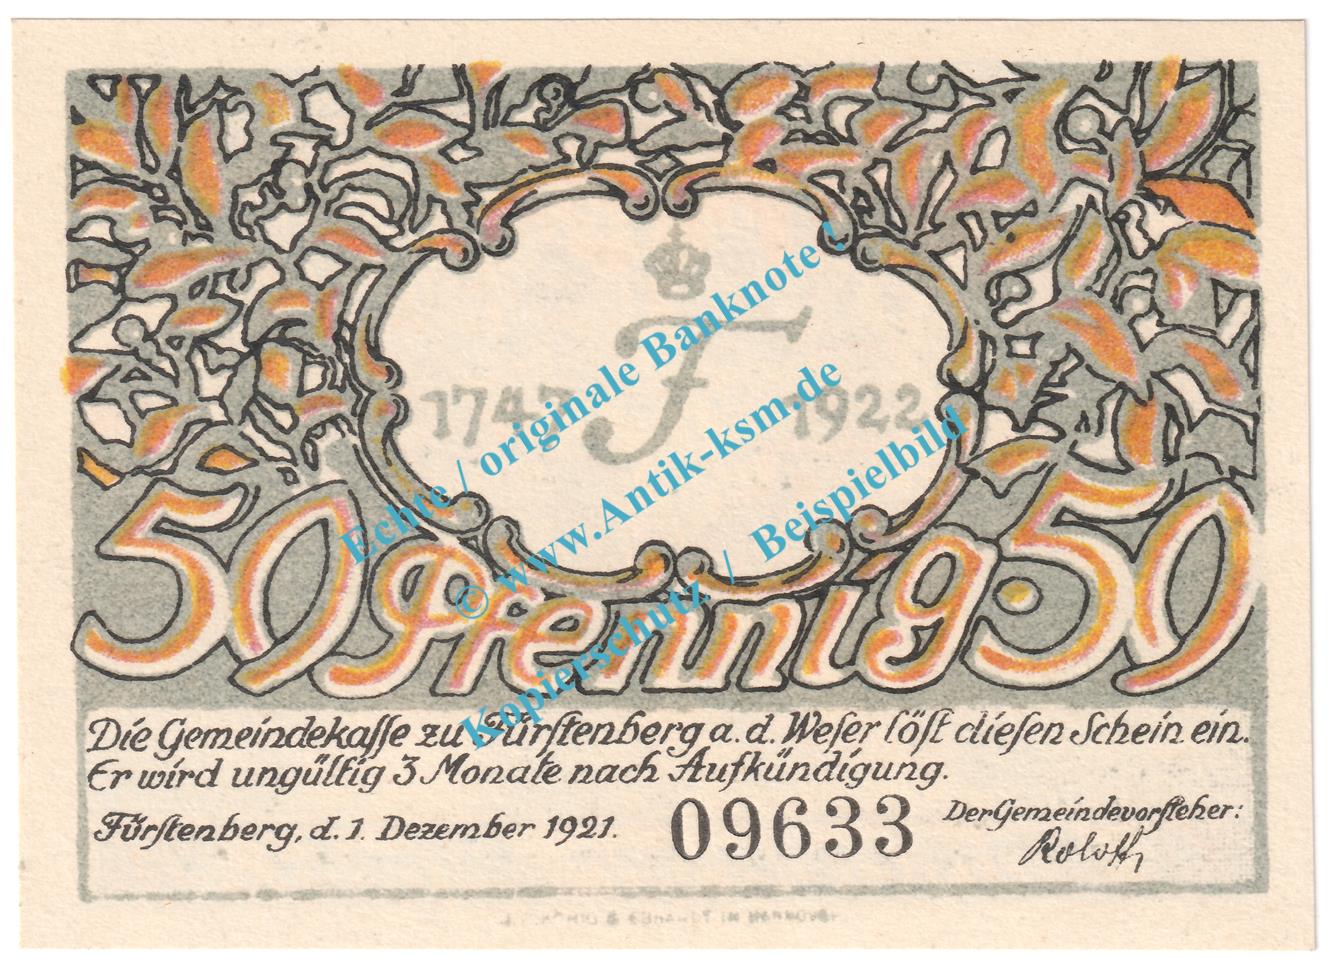 1747 F 1922
50 Pfennig · 50
Die Gemeindekasse zu Fürstenberg a. d. Weser löst diesen Schein ein.
Er wird ungültig 3 Monate nach Aufkündigung.
Fürstenberg, d. 1. Dezember 1921.
09633
Der Gemeindevorsteher:
Echte / originale Banknote !
© www.Antik-ksm.de
Kopierschutz / Beispielbild